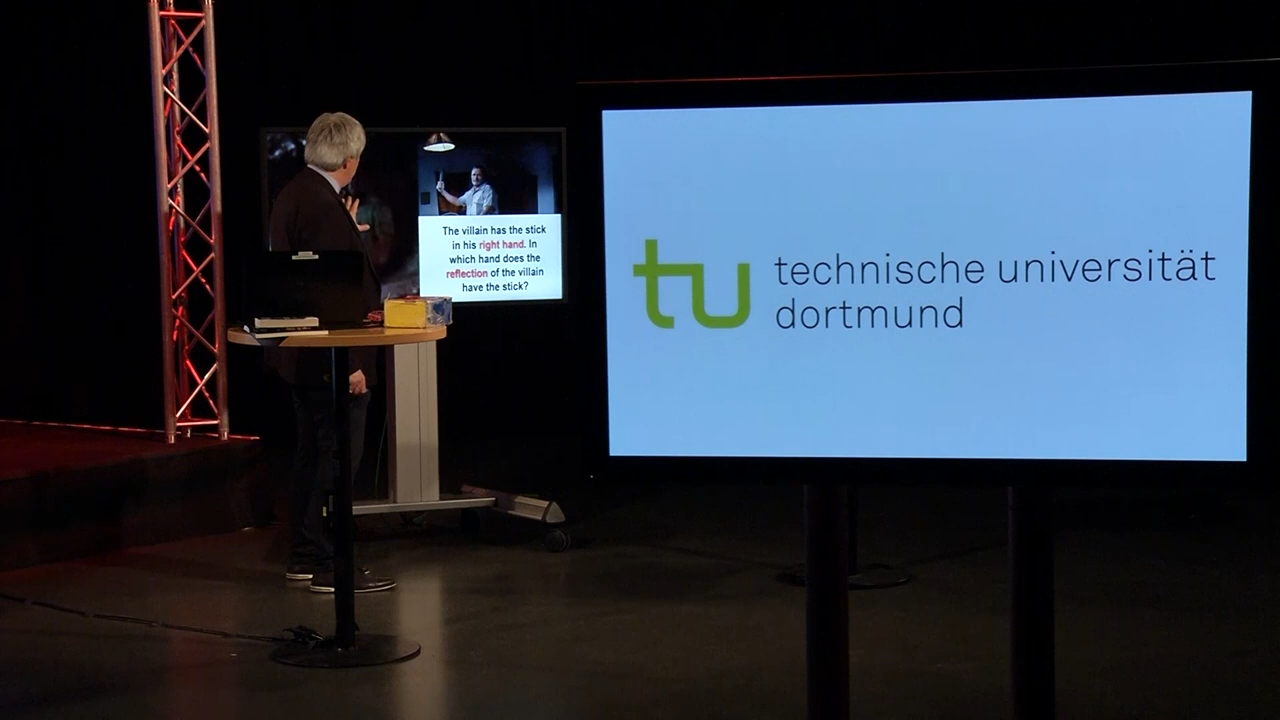 The villain has the stick
in his right hand. In
which hand does the
reflection of the villain
have the stick?
tu technische universität
dortmund